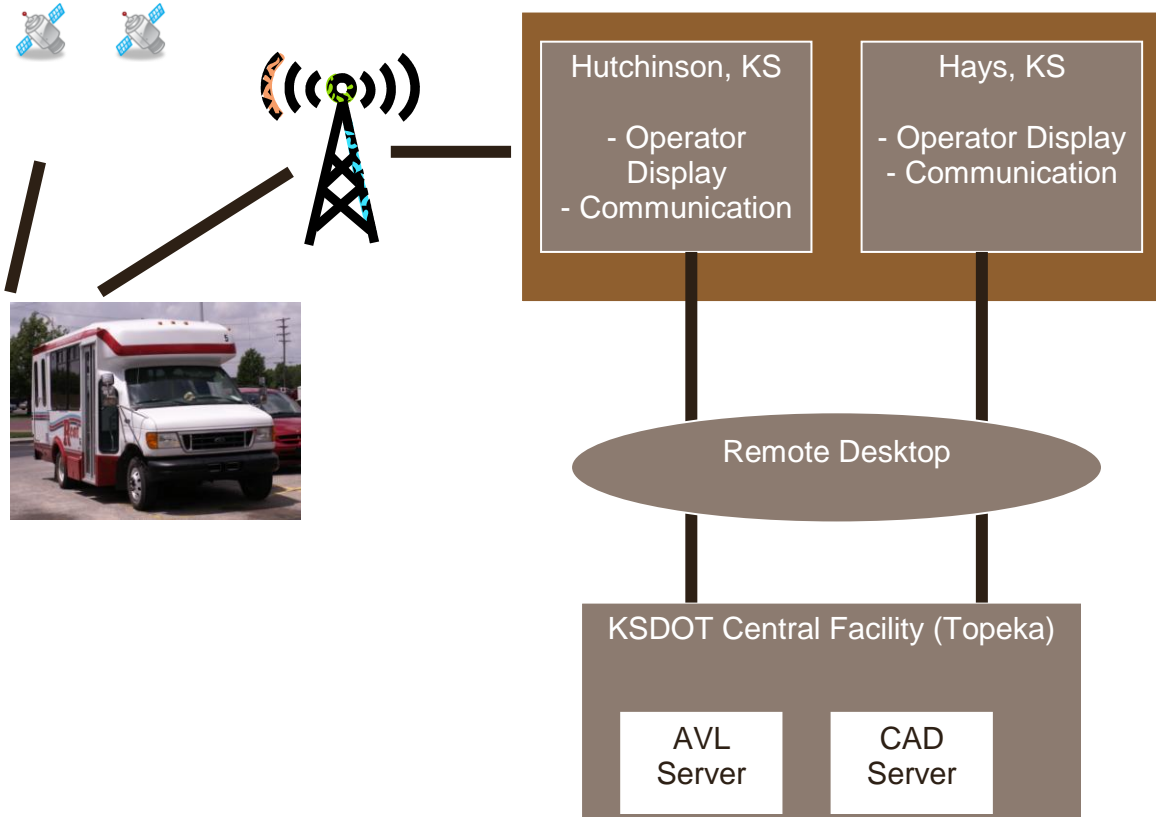 Hutchinson, KS
- Operator
Display
- Communication
Hays, KS
- Operator Display
- Communication
5
Remote Desktop
KSDOT Central Facility (Topeka)
AVL
Server
CAD
Server